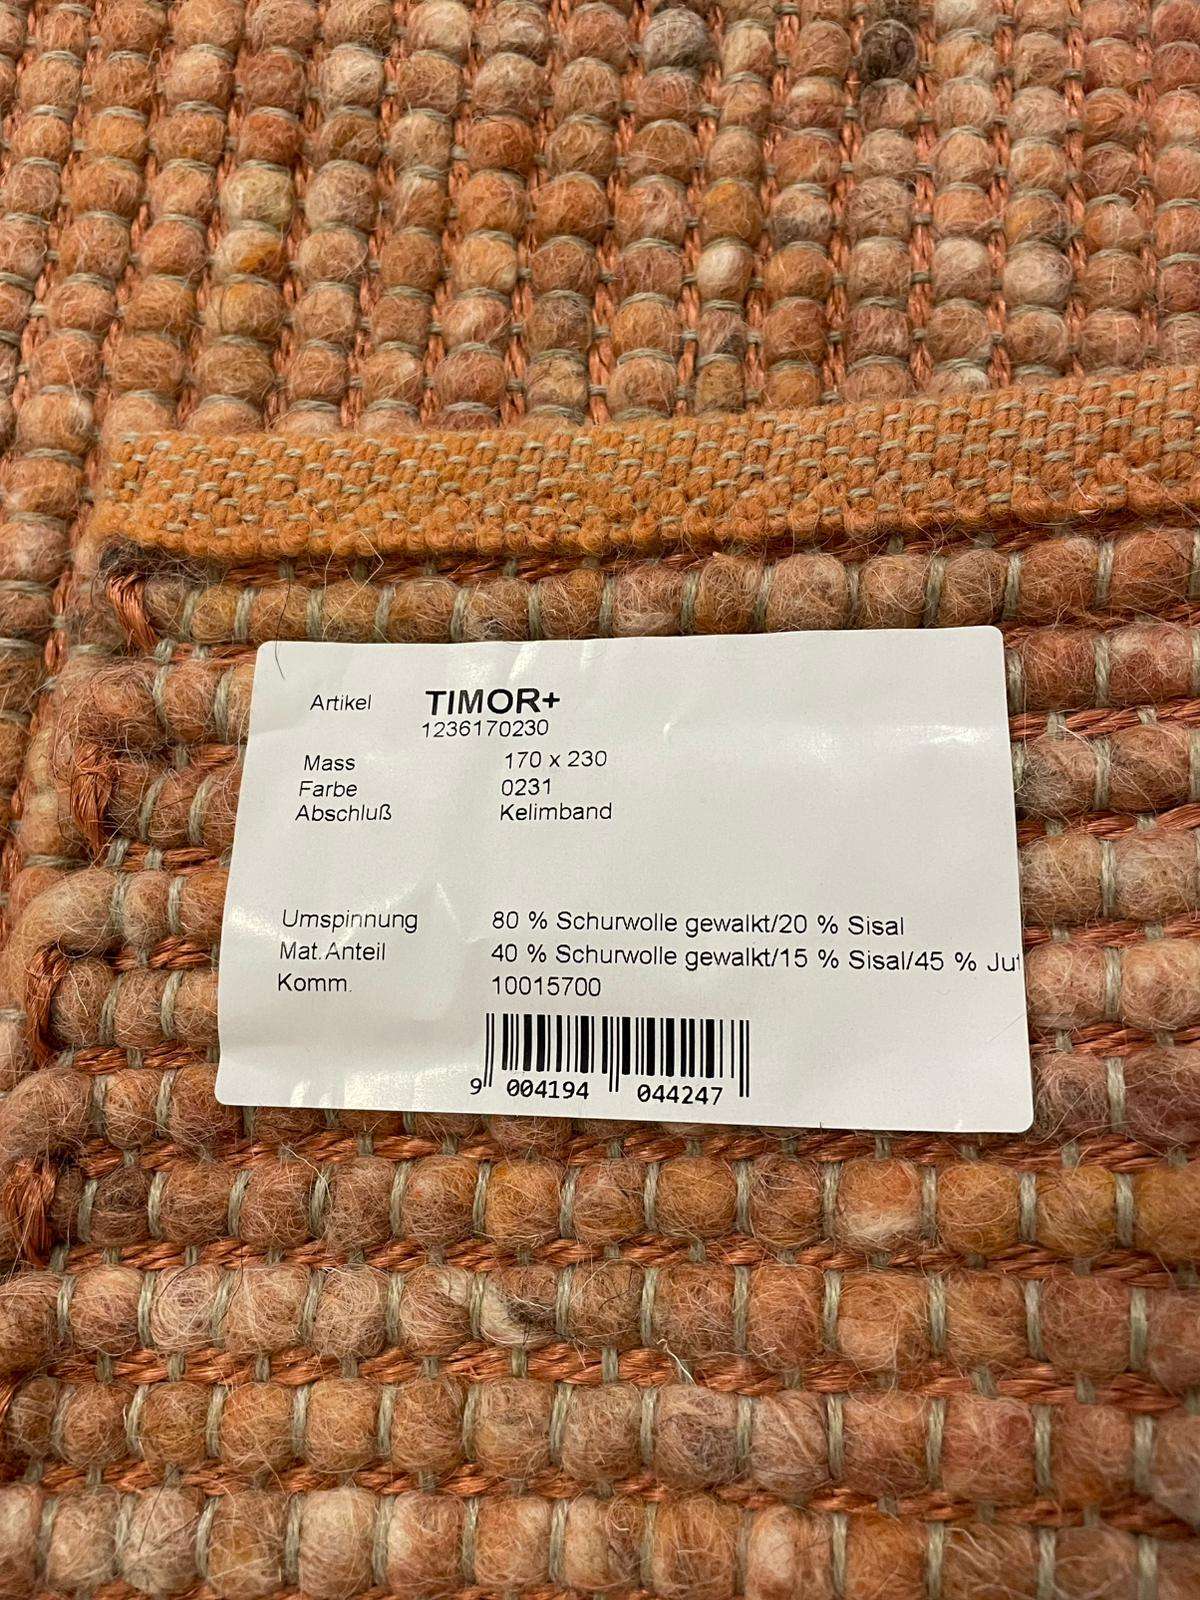 Artikel TIMOR+
1236170230
Mass 170 x 230
Farbe 0231
Abschluß Kelimband
Umspinnung 80 % Schurwolle gewalkt/20 % Sisal
Mat.Anteil 40 % Schurwolle gewalkt/15 % Sisal/45 %
Komm. 10015700
9 004194 044247